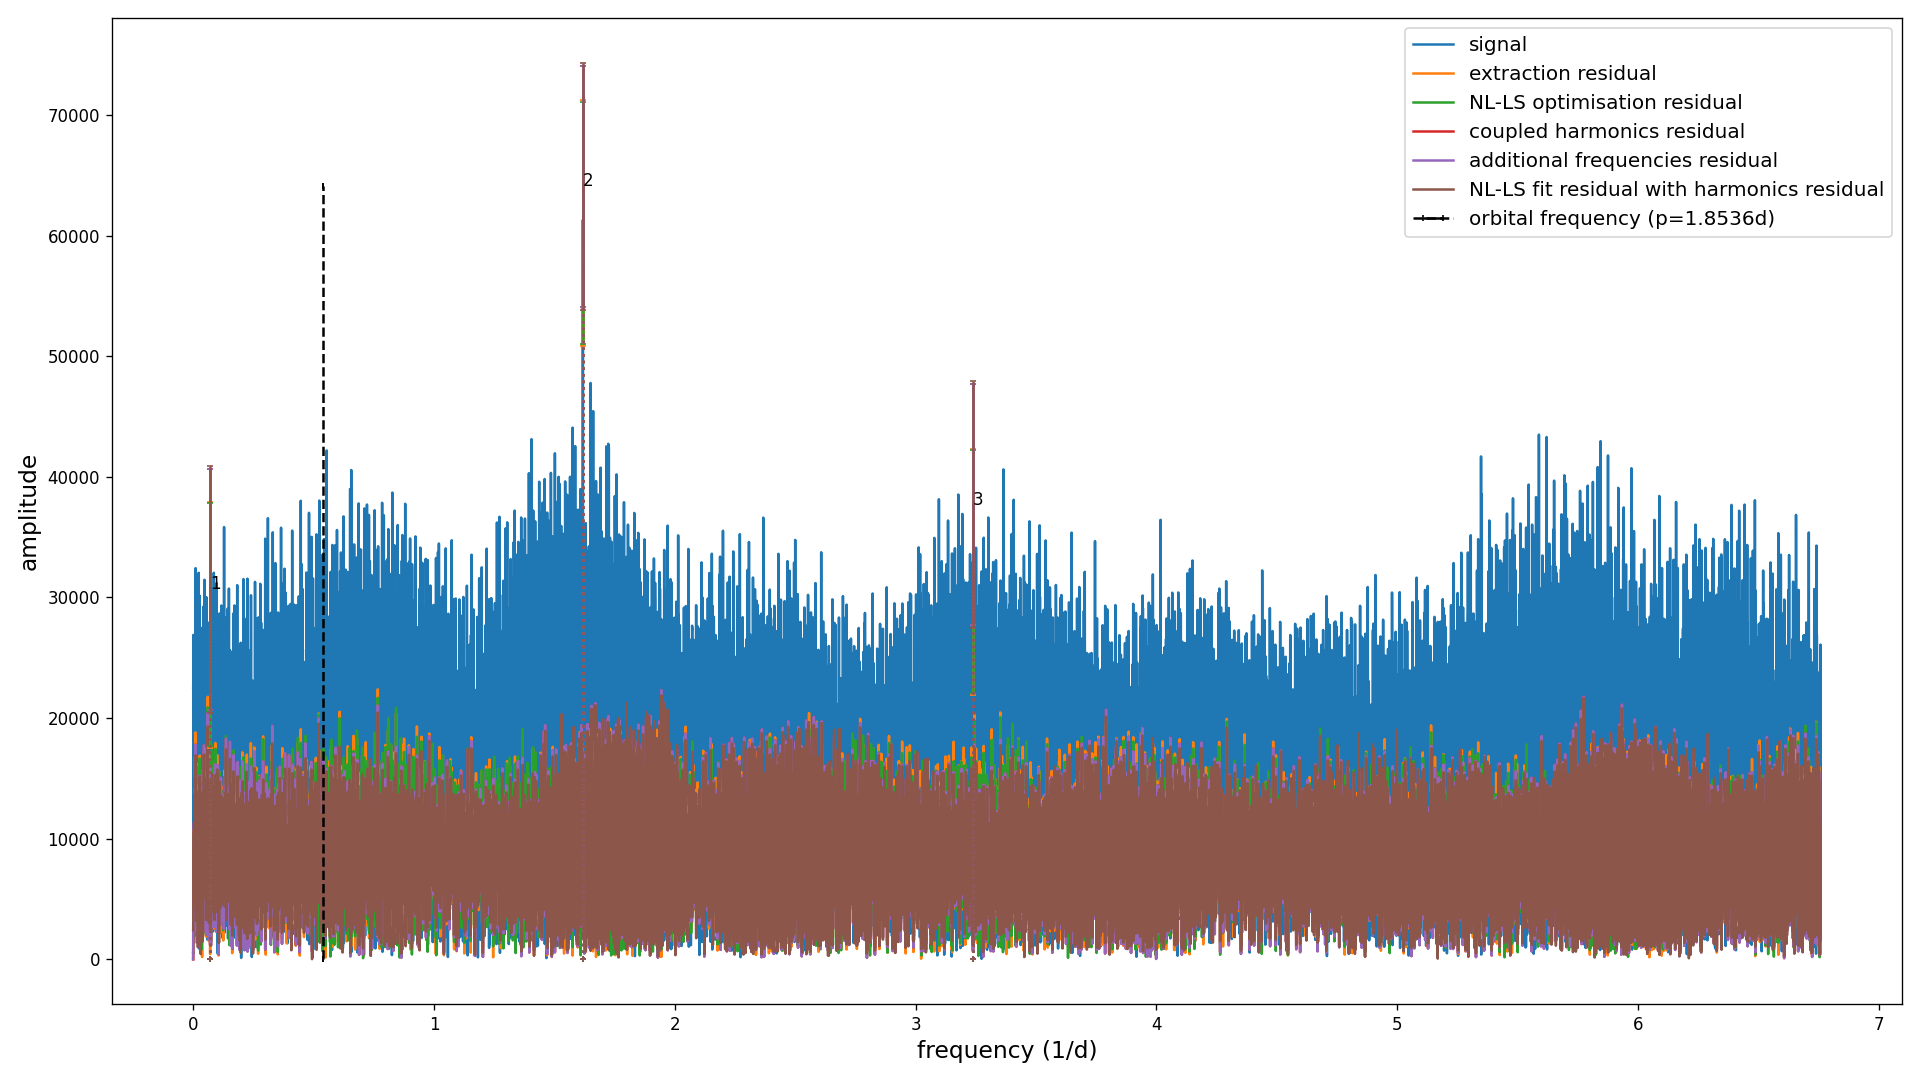 signal
extraction residual
NL-LS optimisation residual
coupled harmonics residual
additional frequencies residual
NL-LS fit residual with harmonics residual
orbital frequency (p=1.8536d)
70000
60000
50000
40000
30000
20000
10000
0
amplitude
1
2
3
0 1 2 3 4 5 6 7
frequency (1/d)